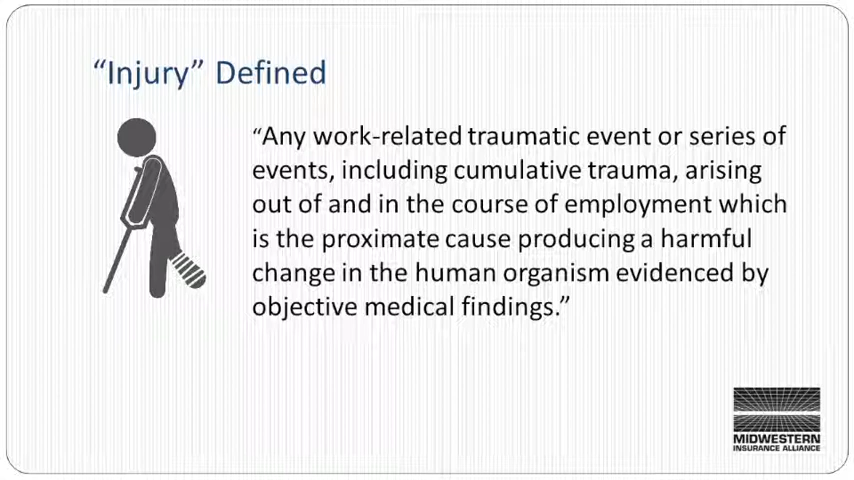 “Injury” Defined
“Any work-related traumatic event or series of
events, including cumulative trauma, arising
out of and in the course of employment which
is the proximate cause producing a harmful
change in the human organism evidenced by
objective medical findings.”
MIDWESTERN
INSURANCE ALLIANCE